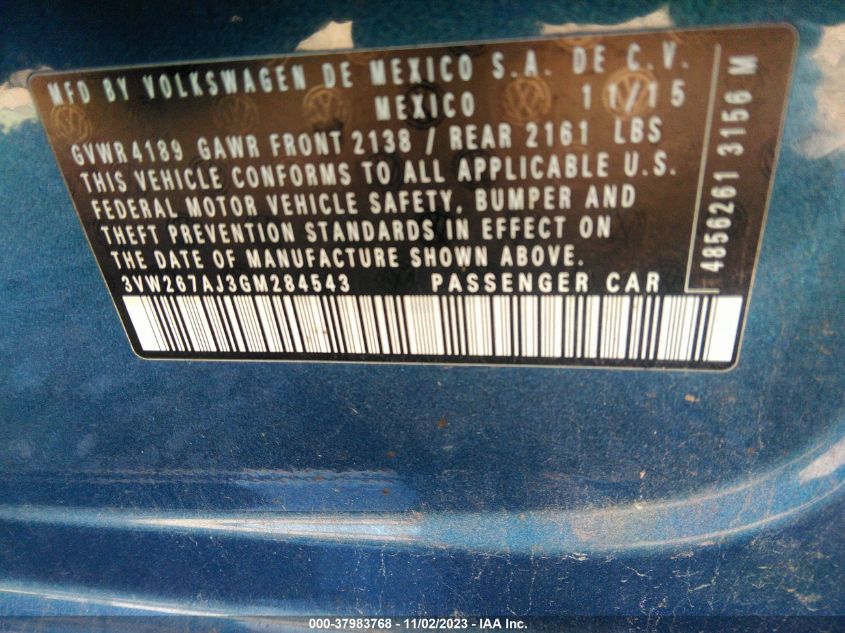 MFD BY VOLKSWAGEN DE MEXICO S.A. DE C.V.
MEXICO 11/15
GVWR 4189 GAWR FRONT 2138 / REAR 2161 LBS
THIS VEHICLE CONFORMS TO ALL APPLICABLE U.S.
FEDERAL MOTOR VEHICLE SAFETY, BUMPER AND
THEFT PREVENTION STANDARDS IN EFFECT ON
THE DATE OF MANUFACTURE SHOWN ABOVE.
3VW267AJ3GM284543 PASSENGER CAR
4856261 3156 M
000-37983768 - 11/02/2023 - IAA Inc.